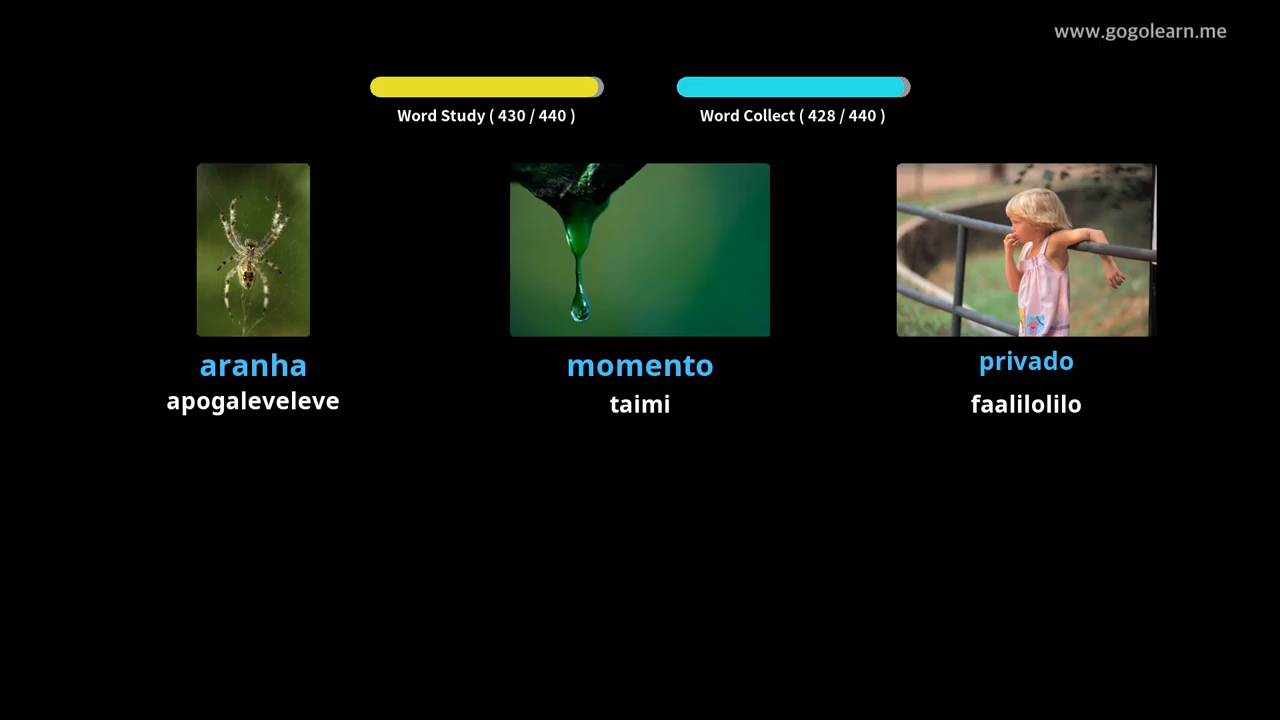 www.gogolearn.me
Word Study ( 430 / 440 )
Word Collect ( 428 / 440 )
aranha
apogaleveleve
momento
taimi
privado
faalilolilo